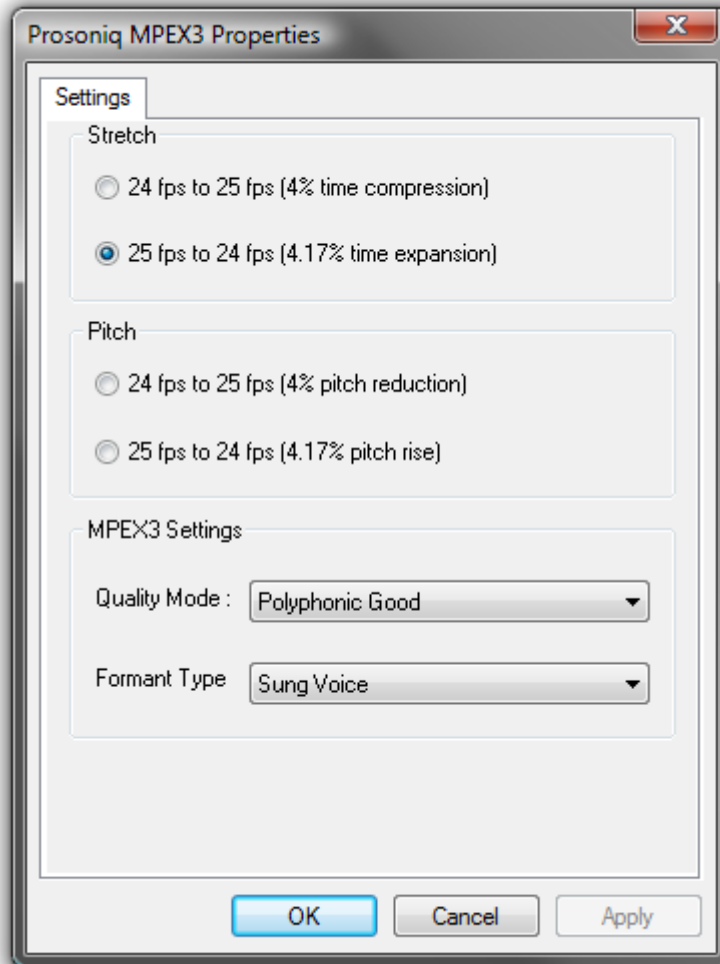 Prosoniq MPEX3 Properties
Settings
Stretch
24 fps to 25 fps (4% time compression)
25 fps to 24 fps (4.17% time expansion)
Pitch
24 fps to 25 fps (4% pitch reduction)
25 fps to 24 fps (4.17% pitch rise)
MPEX3 Settings
Quality Mode : Polyphonic Good
Formant Type Sung Voice
OK Cancel Apply